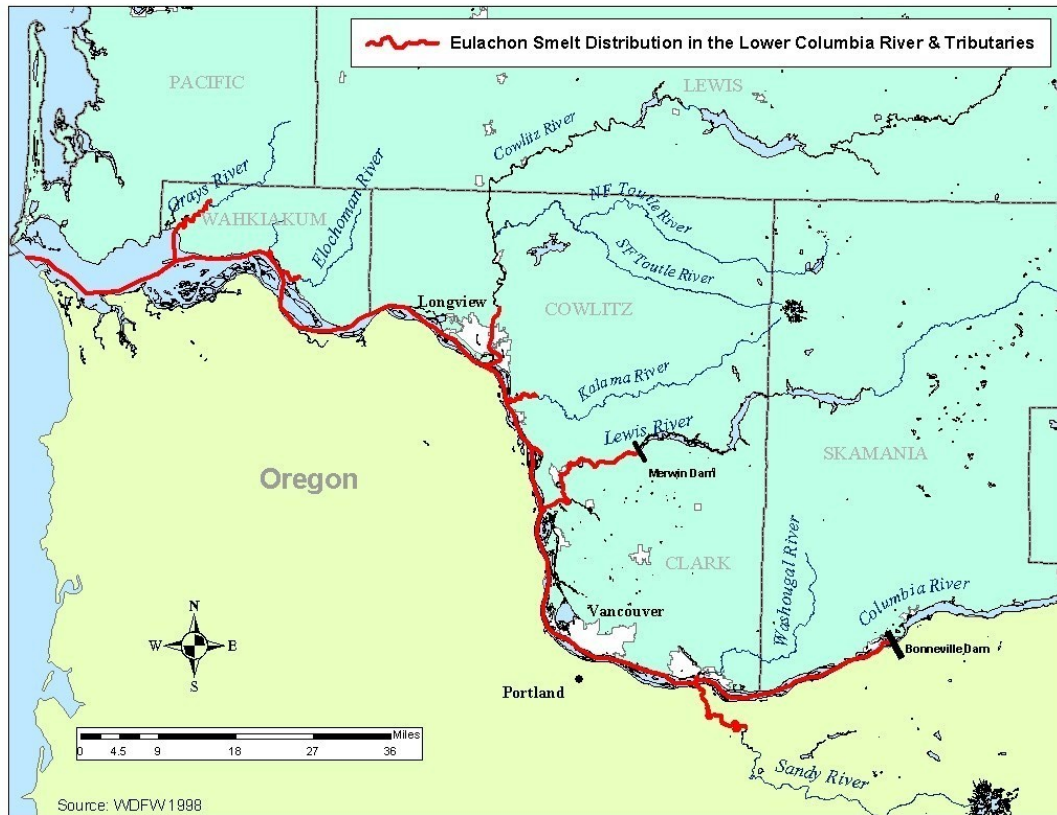 Eulachon Smelt Distribution in the Lower Columbia River & Tributaries
PACIFIC
LEWIS
Cowlitz River
Grays River
WAHKIAKUM
Elochoman River
NF Toutle River
SF Toutle River
Longview
COWLITZ
Kalama River
Lewis River
Merwin Dam
SKAMANIA
Oregon
CLARK
Washougal River
Columbia River
Vancouver
Bonneville Dam
N
W E
S
Portland
Miles
0 4.5 9 18 27 36
Sandy River
Source: WDFW 1998